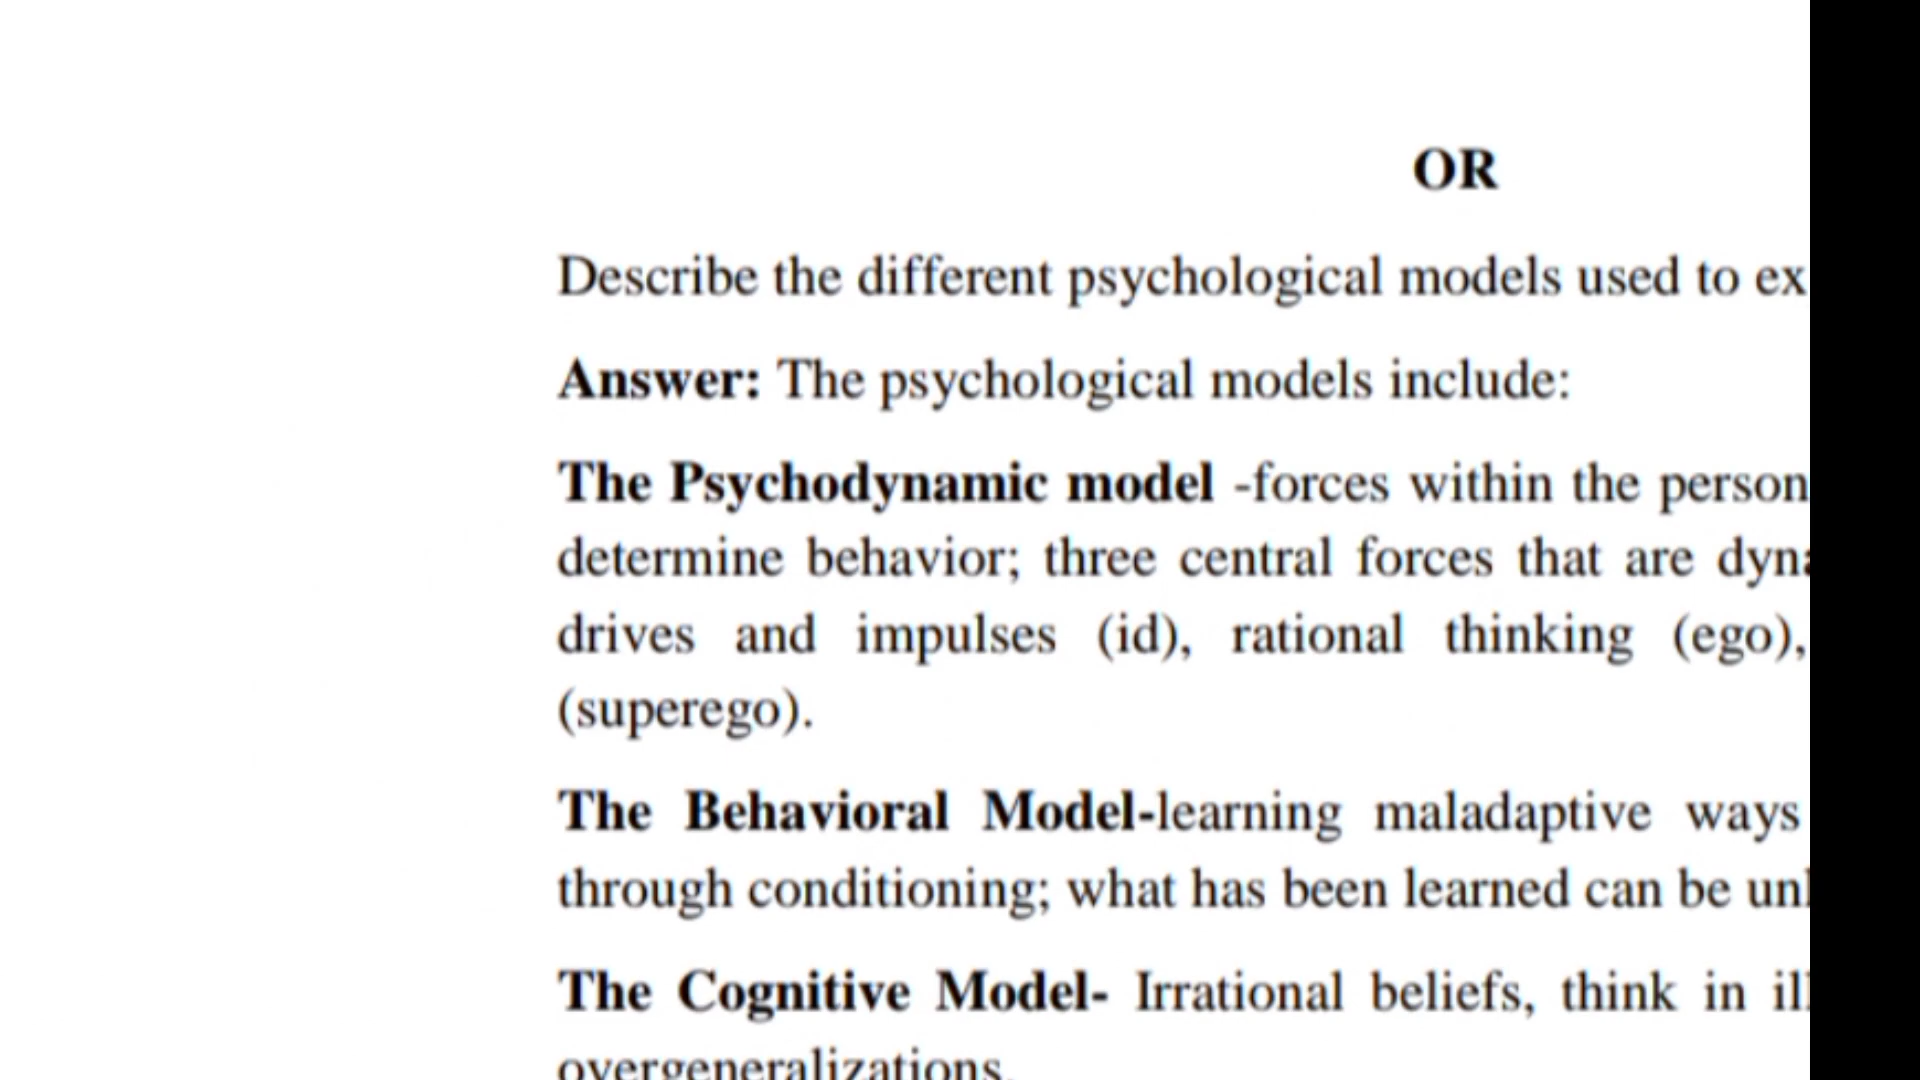 OR
Describe the different psychological models used to ex
Answer: The psychological models include:
The Psychodynamic model -forces within the person
determine behavior; three central forces that are
drives and impulses (id), rational thinking (ego),
(superego).
The Behavioral Model-learning maladaptive ways
through conditioning; what has been learned can be
The Cognitive Model- Irrational beliefs, think in
overgeneralizations.